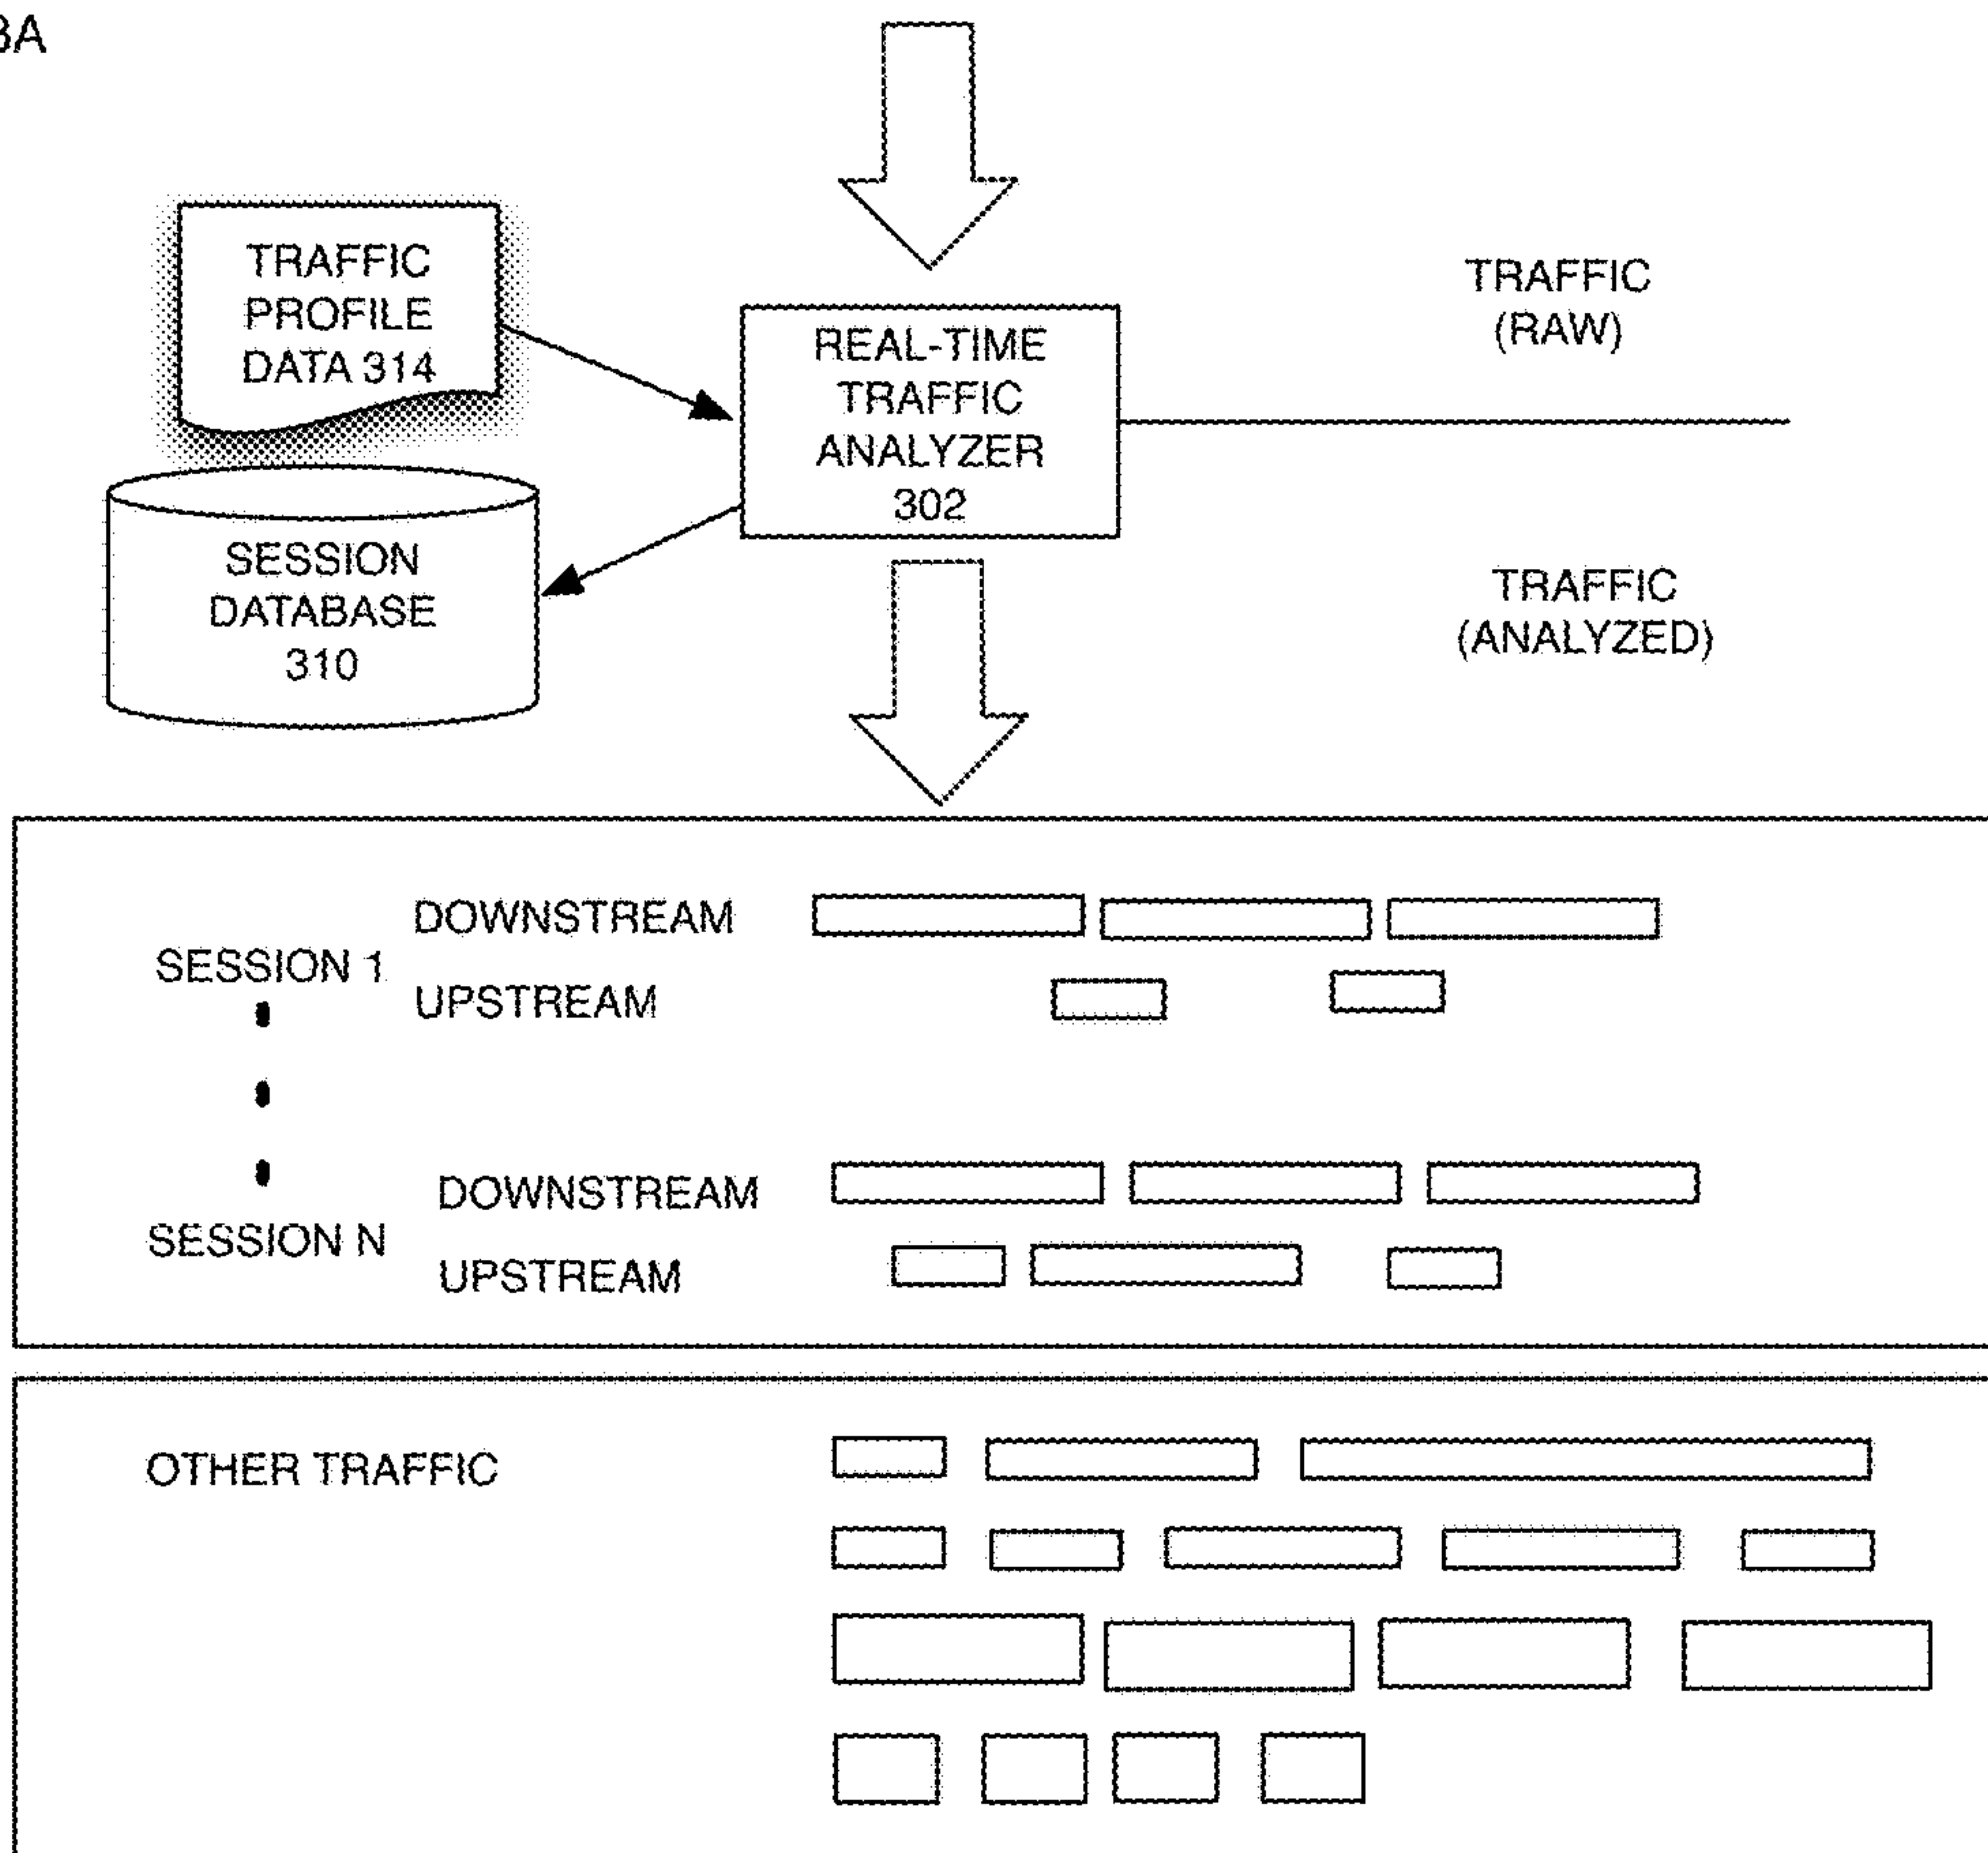 3A
TRAFFIC
PROFILE
DATA 314
REAL-TIME
TRAFFIC
ANALYZER
302
TRAFFIC
(RAW)
SESSION
DATABASE
310
TRAFFIC
(ANALYZED)
DOWNSTREAM
SESSION 1
UPSTREAM
DOWNSTREAM
SESSION N
UPSTREAM
OTHER TRAFFIC